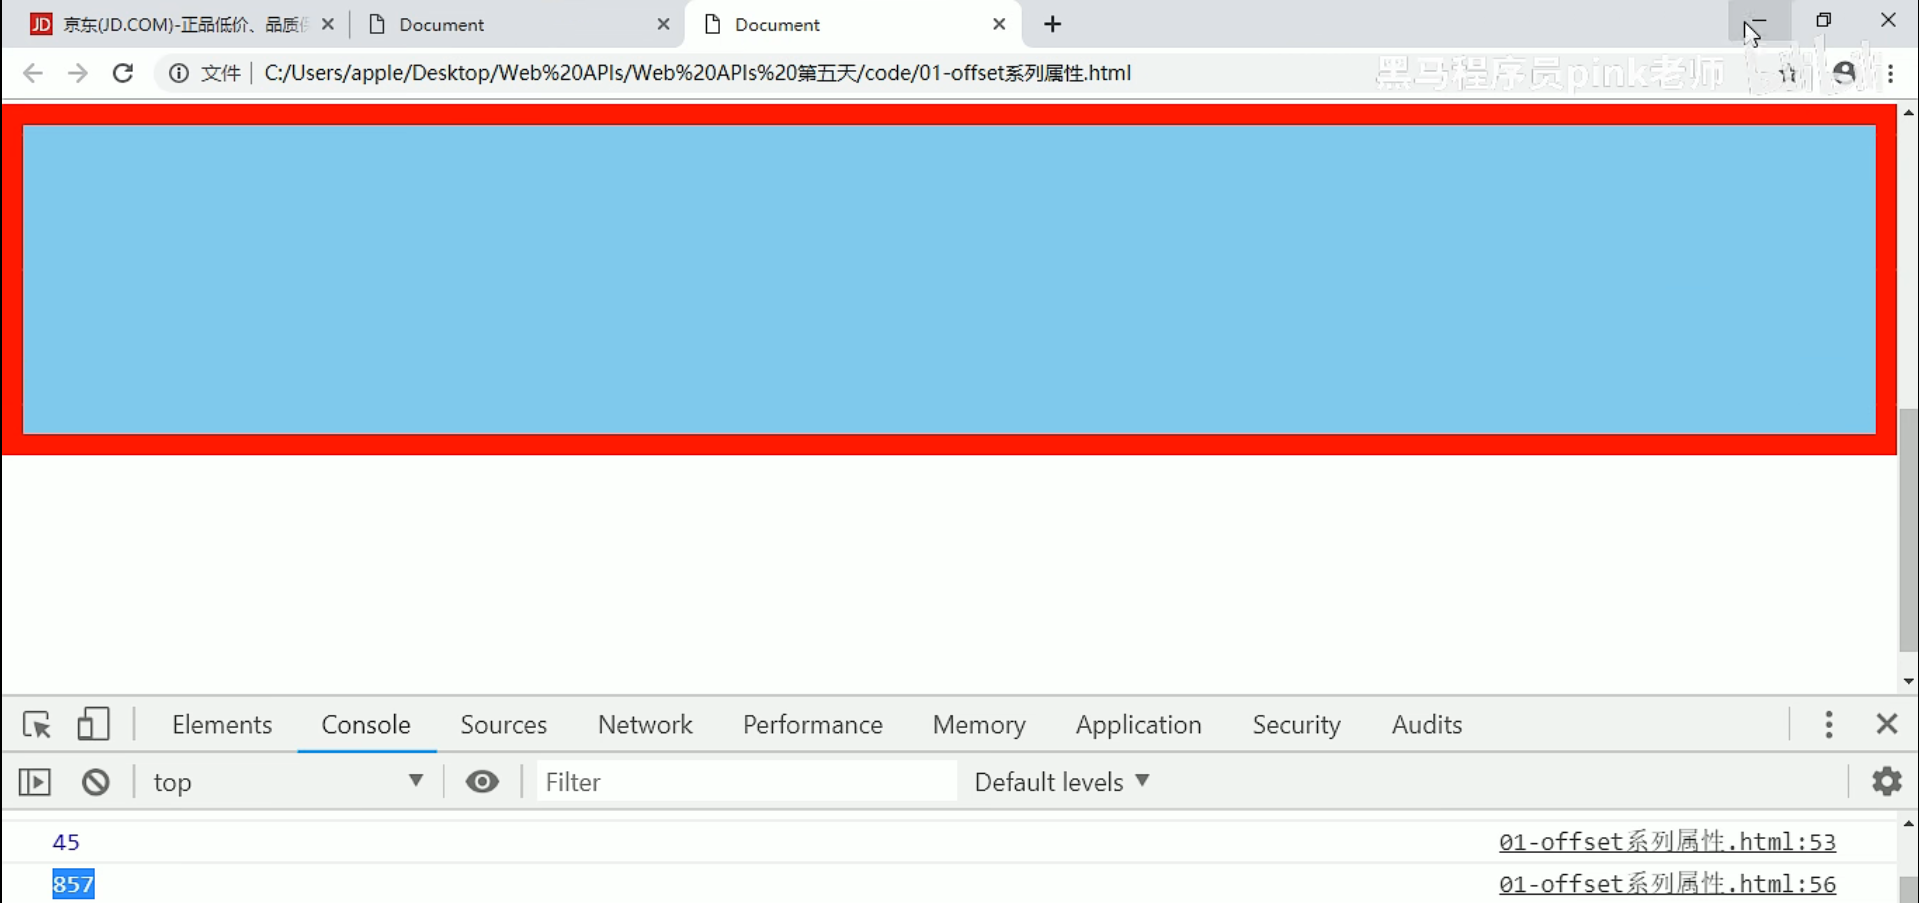 京东(JD.COM)-正品低价、品质 Document Document
文件 C:/Users/apple/Desktop/Web%20APIs/Web%20APIs%20第五天/code/01-offset系列属性.html
黑马程序员pink老师
Elements Console Sources Network Performance Memory Application Security Audits
top Filter Default levels
45 01-offset系列属性.html:53
857 01-offset系列属性.html:56